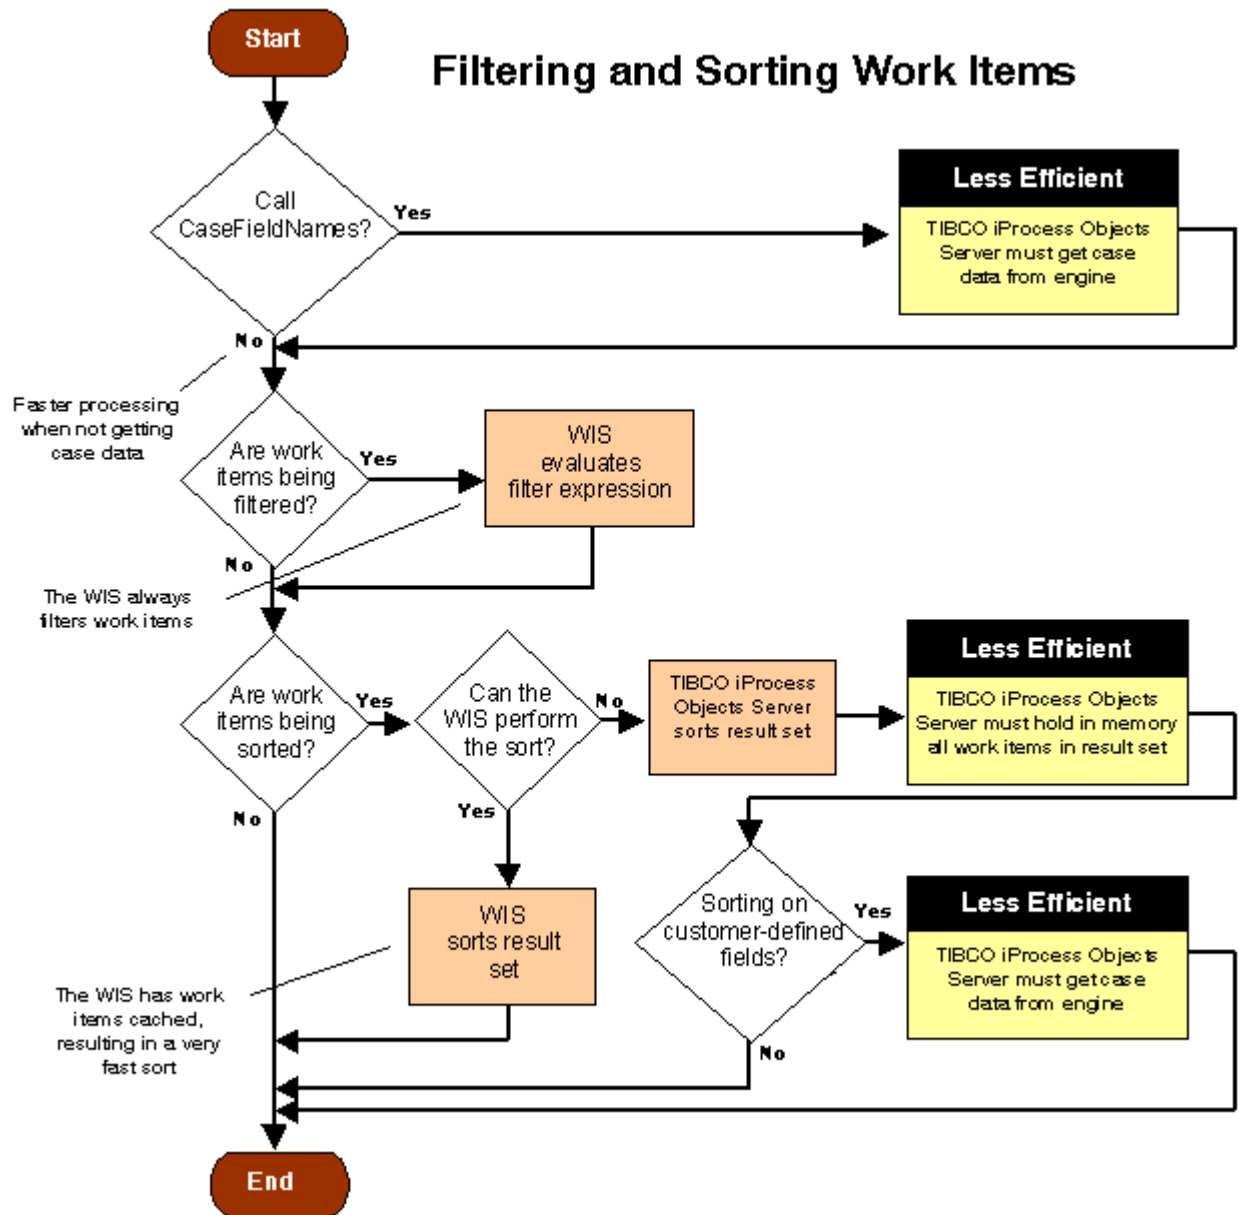 Start
Filtering and Sorting Work Items
Call
CaseFieldNames?
Yes
Less Efficient
TIBCO iProcess Objects
Server must get case
data from engine
No
Faster processing
when not getting
case data
Are work
items being
filtered?
Yes
WIS
evaluates
filter expression
No
The WIS always
filters work items
Are work
items being
sorted?
Yes
Can the
WIS perform
the sort?
No
TIBCO iProcess
Objects Server
sorts result set
Less Efficient
TIBCO iProcess Objects
Server must hold in memory
all work items in result set
No
Yes
WIS
sorts result
set
The WIS has work
items cached,
resulting in a very
fast sort
Sorting on
customer-defined
fields?
Yes
Less Efficient
TIBCO iProcess Objects
Server must get case
data from engine
No
End